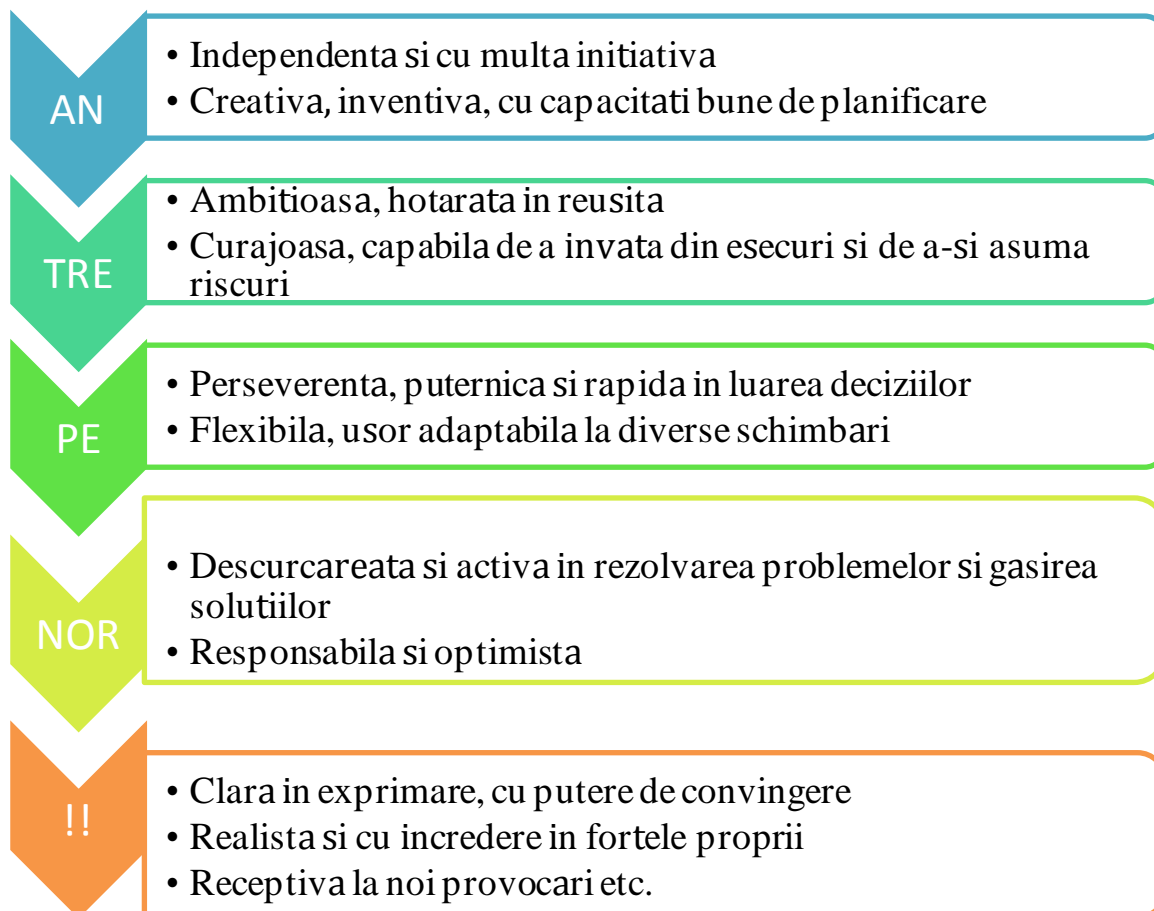 AN
• Independenta si cu multa initiativa
• Creativa, inventiva, cu capacitati bune de planificare
TRE
• Ambitioasa, hotarata in reusita
• Curajoasa, capabila de a invata din esecuri si de a-si asuma
riscuri
PE
• Perseverenta, puternica si rapida in luarea deciziilor
• Flexibila, usor adaptabila la diverse schimbari
NOR
• Descurcareata si activa in rezolvarea problemelor si gasirea
solutiilor
• Responsabila si optimista
!!
• Clara in exprimare, cu putere de convingere
• Realista si cu incredere in fortele proprii
• Receptiva la noi provocari etc.